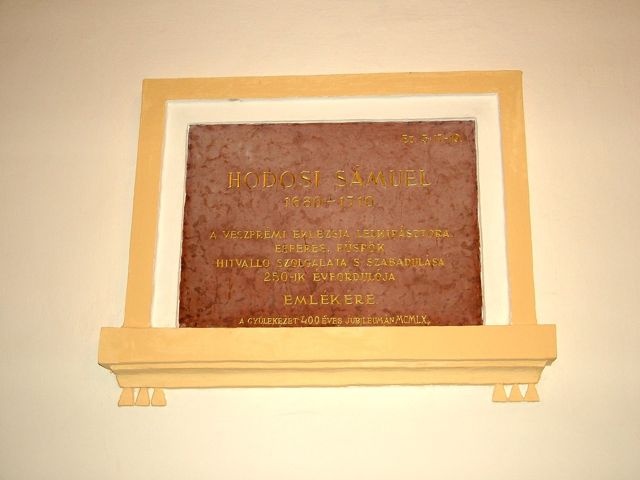 HODOSI SÁMUEL
A VESZPRÉMI EKLÉZSIA LELKIPÁSZTORA,
ESPERES, PÜSPÖK
HITVALLÓ SZOLGÁLATA S SZABADULÁSA
250-IK ÉVFORDULÓJA
EMLÉKÉRE
A GYÜLEKEZET 400 ÉVES JUBILEUMÁN MCMLX.